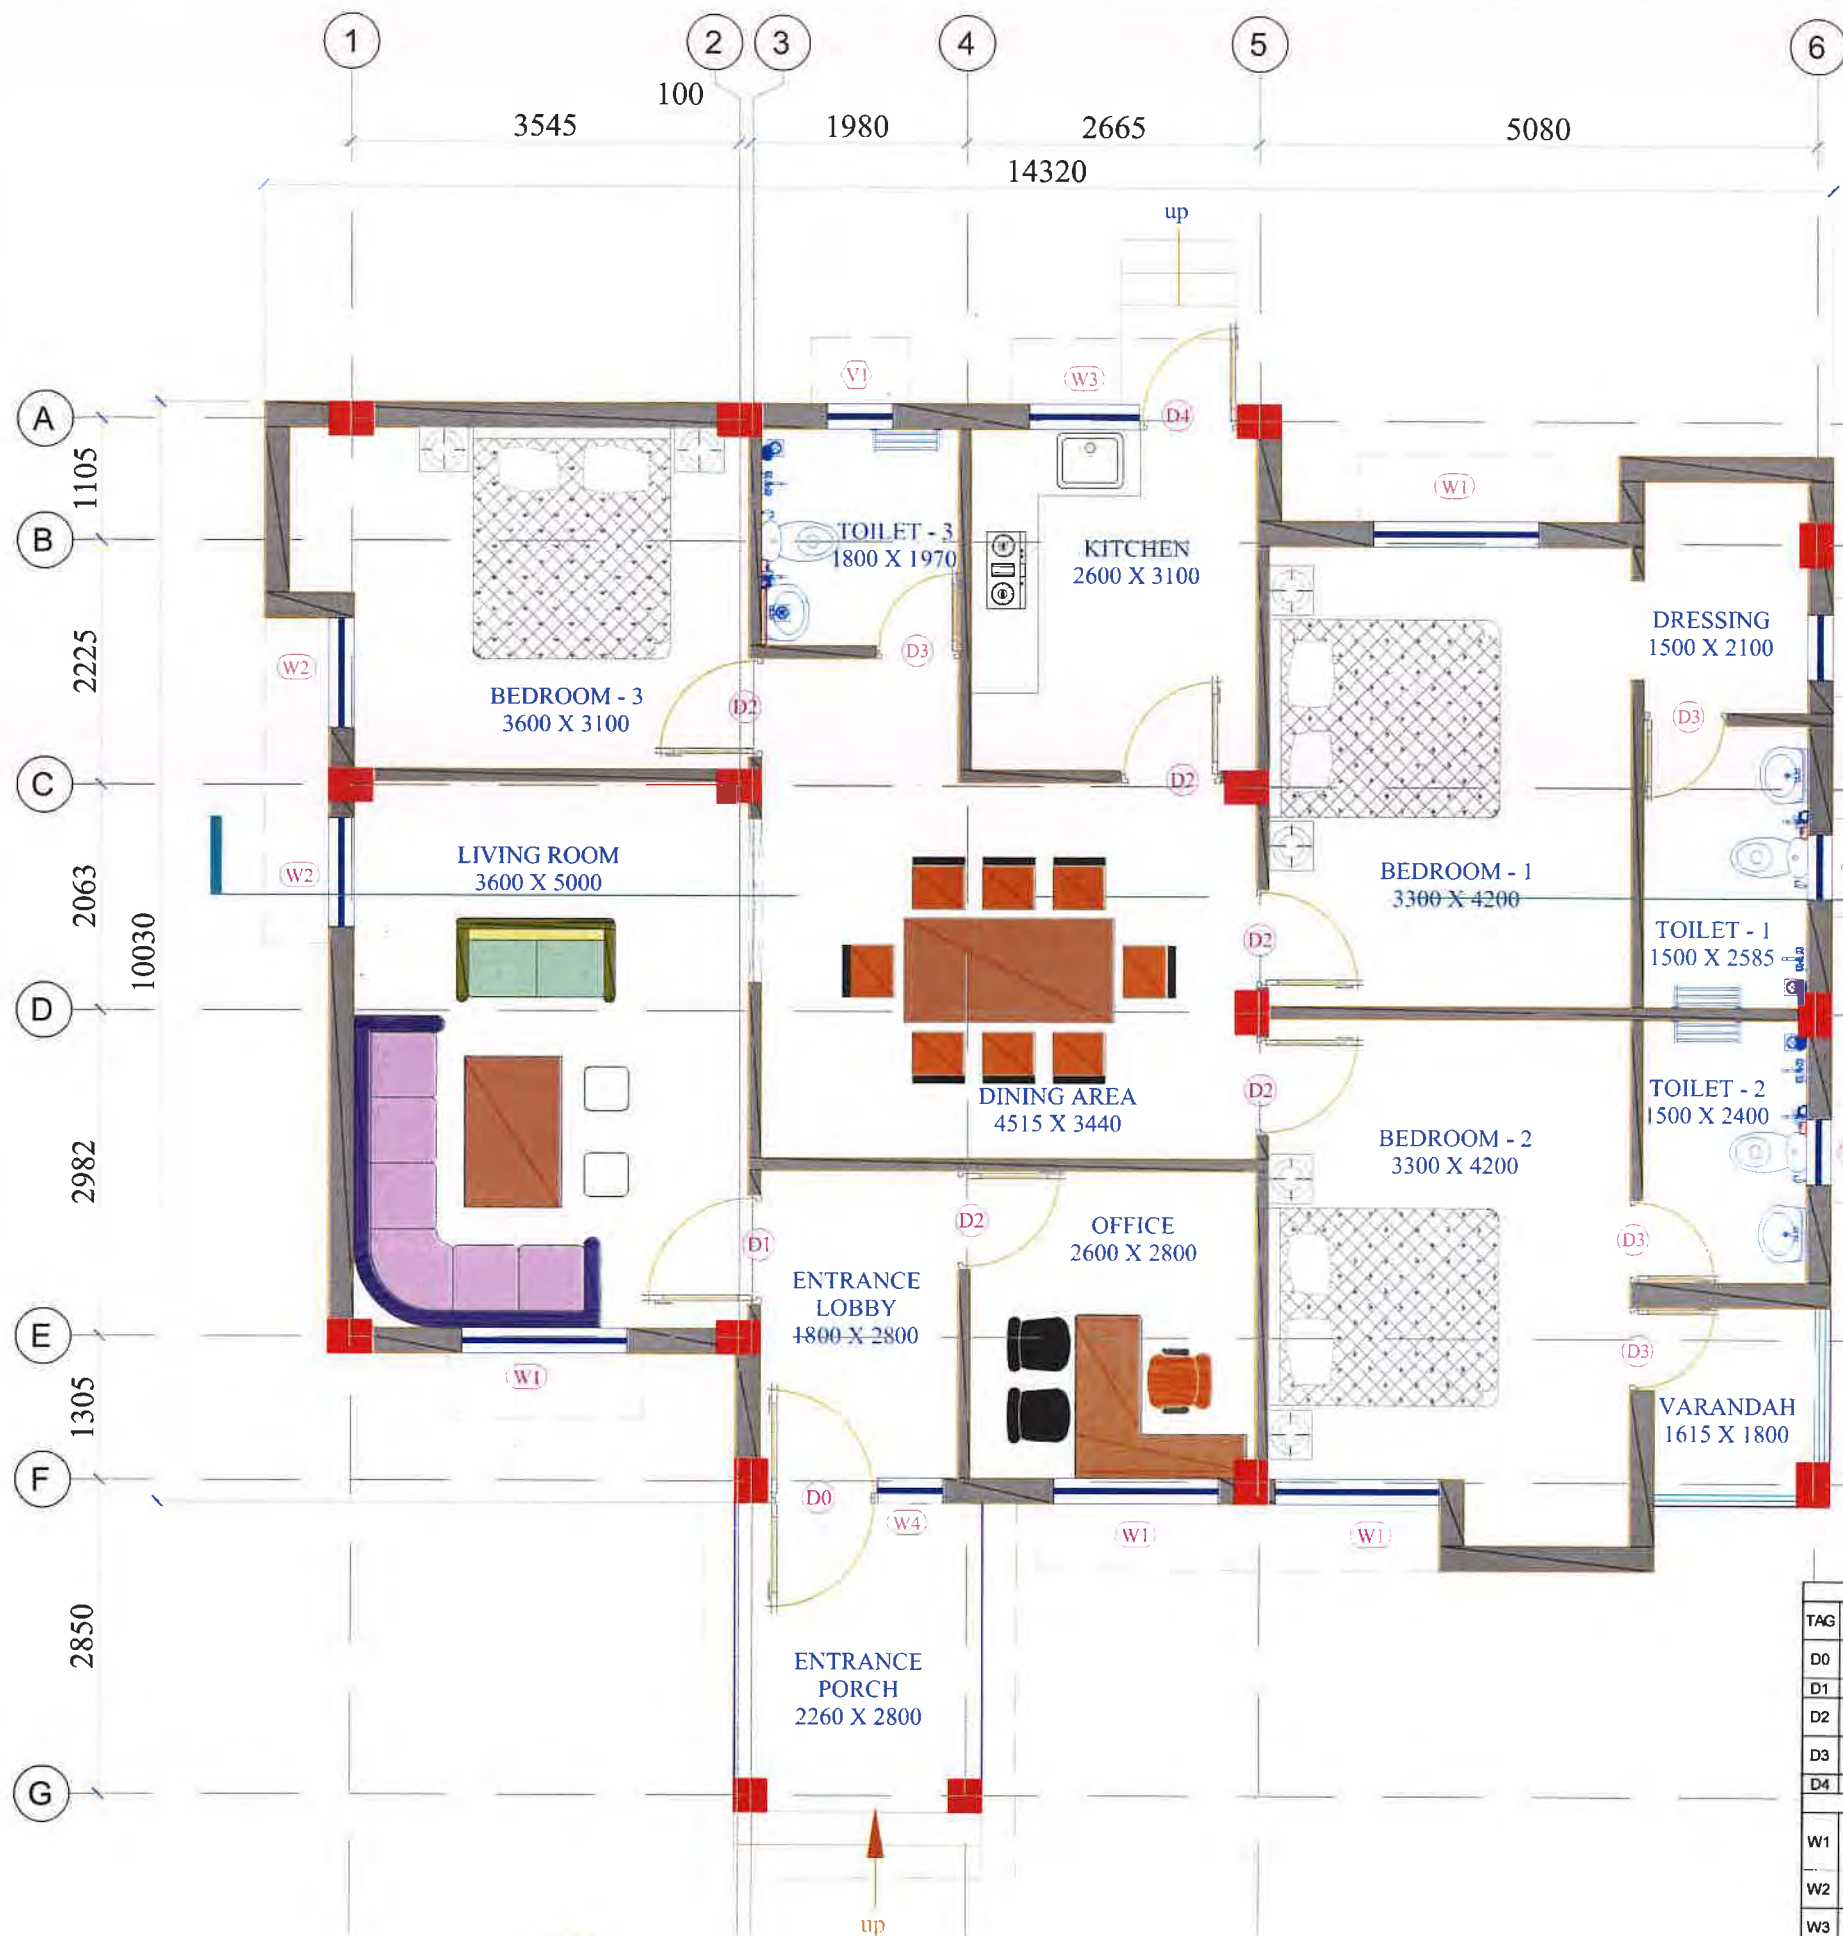 1 2 3 4 5 6
100
3545 1980 2665 5080
14320
up
V1 W3 D4
A
1105
B
2225
C
2063
10030
D
2982
E
1305
F
2850
G
W1
TOILET - 3
1800 X 1970
KITCHEN
2600 X 3100
DRESSING
1500 X 2100
W2
D3
BEDROOM - 3
3600 X 3100
D2
D3
D2
LIVING ROOM
3600 X 5000
W2
BEDROOM - 1
3300 X 4200
D2
TOILET - 1
1500 X 2585
DINING AREA
4515 X 3440
D2
TOILET - 2
1500 X 2400
BEDROOM - 2
3300 X 4200
D1
D2
OFFICE
2600 X 2800
D3
ENTRANCE
LOBBY
1800 X 2800
D3
W1
VARANDAH
1615 X 1800
D0
W4
W1
W1
ENTRANCE
PORCH
2260 X 2800
up
TAG
D0
D1
D2
D3
D4
W1
W2
W3